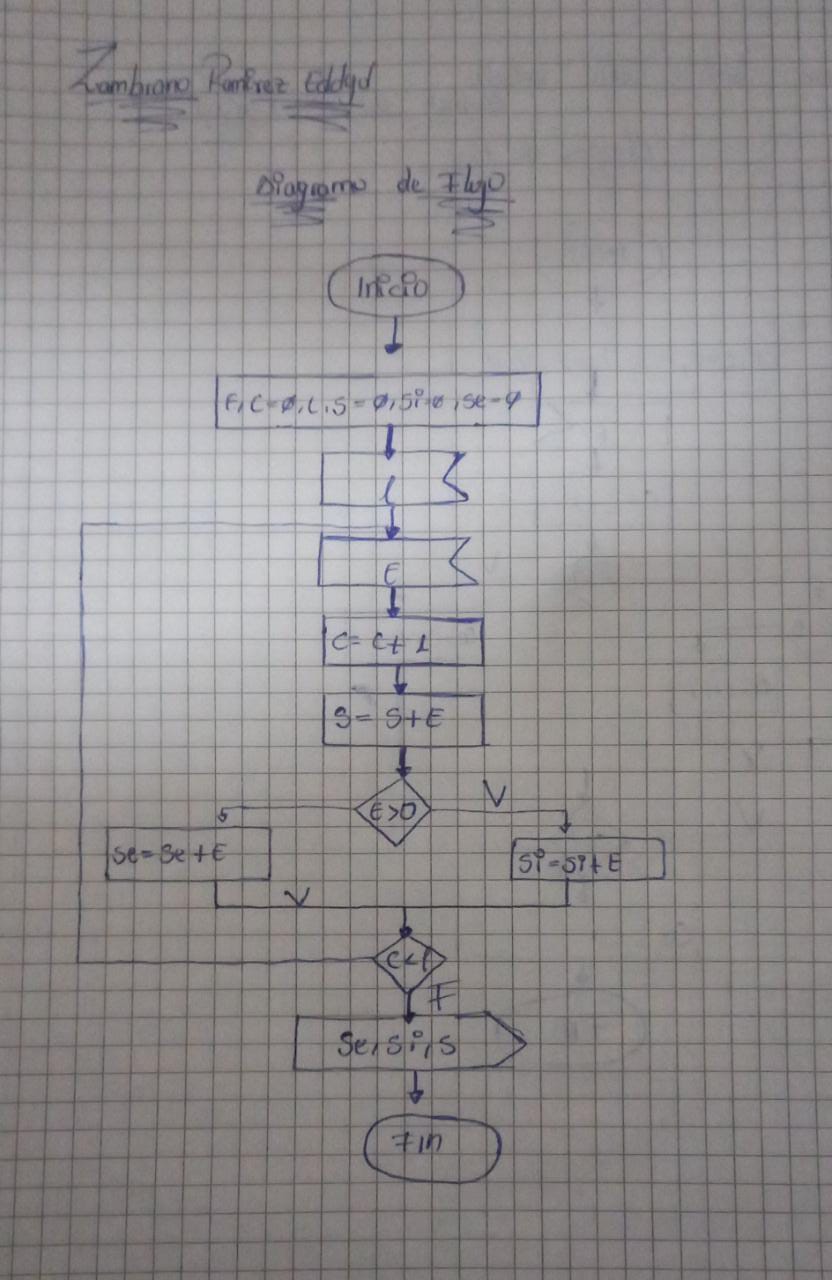 Zambrano Ramirez Eddyd
Diagrama de Flujo
Inicio
E, C=0, L, S=0, Si=0, Se=0
L
E
C= C+1
S= S+E
E>0
V
Se=Se+E
Si=Si+E
V
C<L
F
Se, Si, S
Fin